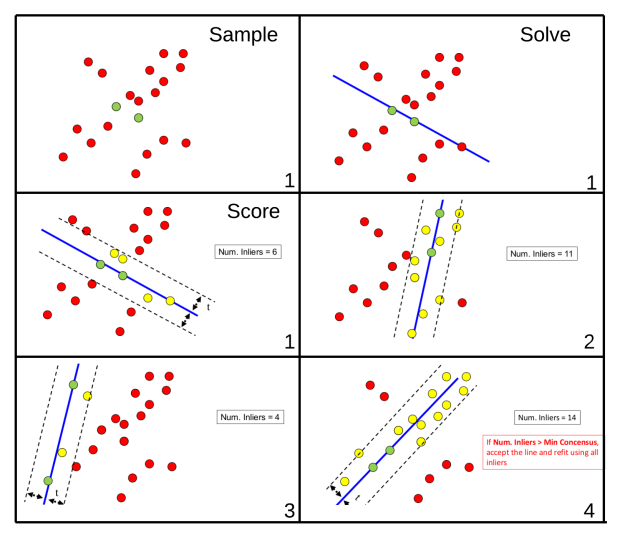 Sample
1
Solve
1
Score
Num. Inliers = 6
t
1
Num. Inliers = 11
2
Num. Inliers = 4
t
3
Num. Inliers = 14
If Num. Inliers > Min Concensus,
accept the line and refit using all
inliers
4